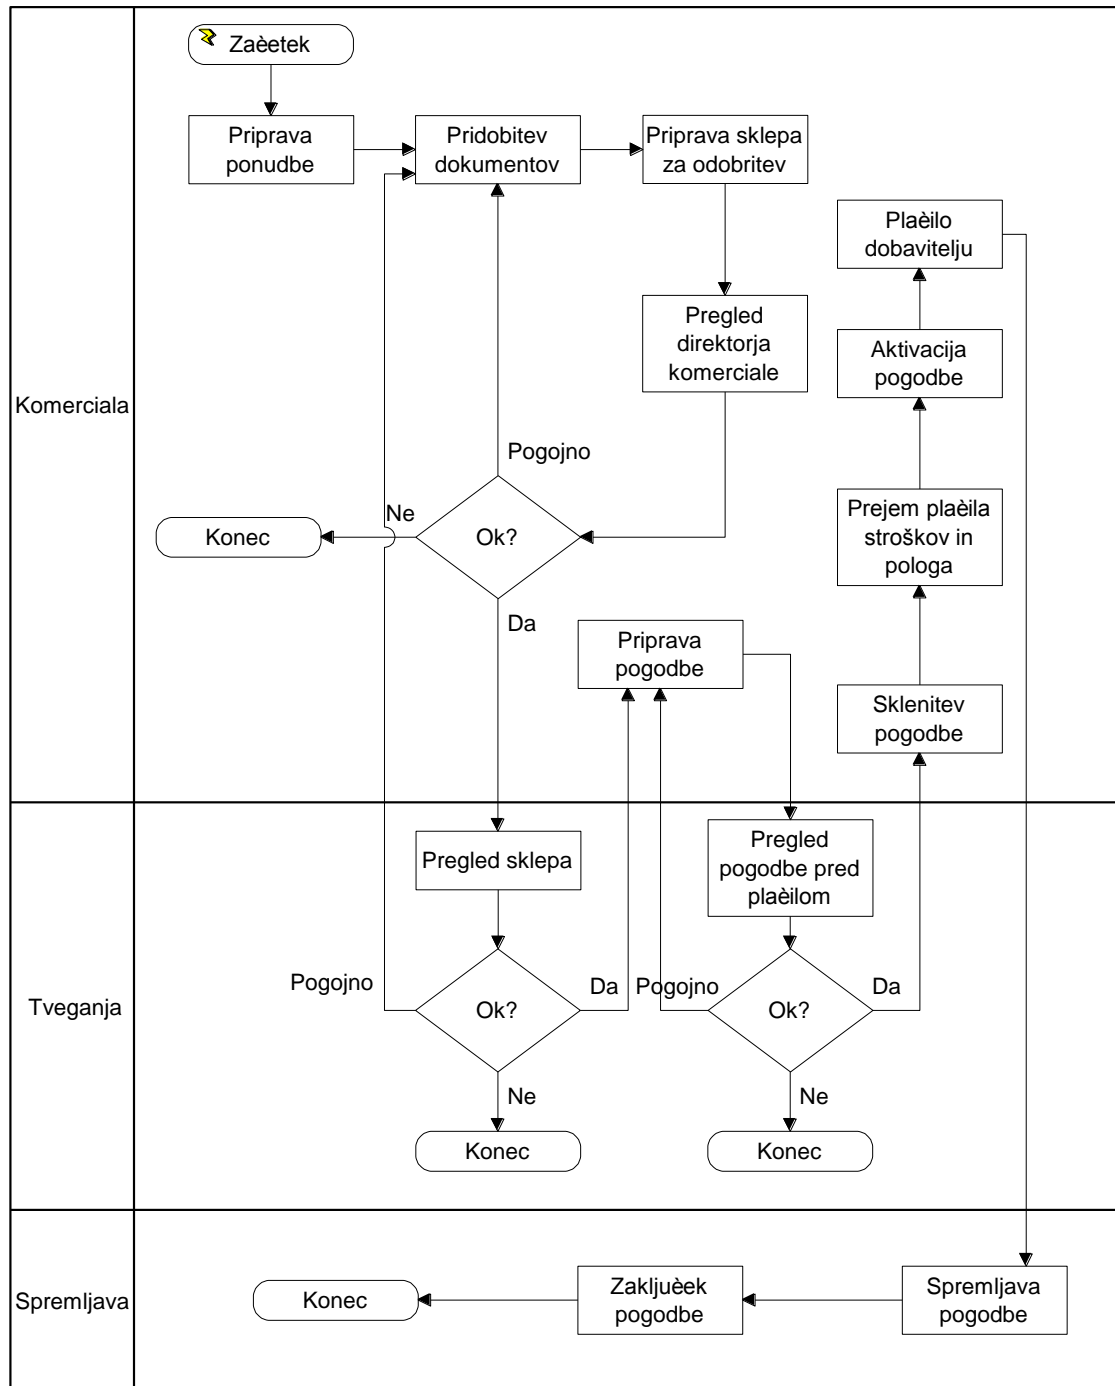 Zaèetek
Priprava
ponudbe
Pridobitev
dokumentov
Priprava sklepa
za odobritev
Plaèilo
dobavitelju
Pregled
direktorja
komerciale
Aktivacija
pogodbe
Komerciala
Pogojno
Ne
Konec
Ok?
Prejem plaèila
stroškov in
pologa
Da
Priprava
pogodbe
Sklenitev
pogodbe
Pregled sklepa
Pregled
pogodbe pred
plaèilom
Tveganja
Pogojno
Ok?
Da
Pogojno
Ok?
Da
Ne
Ne
Konec
Konec
Spremljava
Konec
Zakljuèek
pogodbe
Spremljava
pogodbe